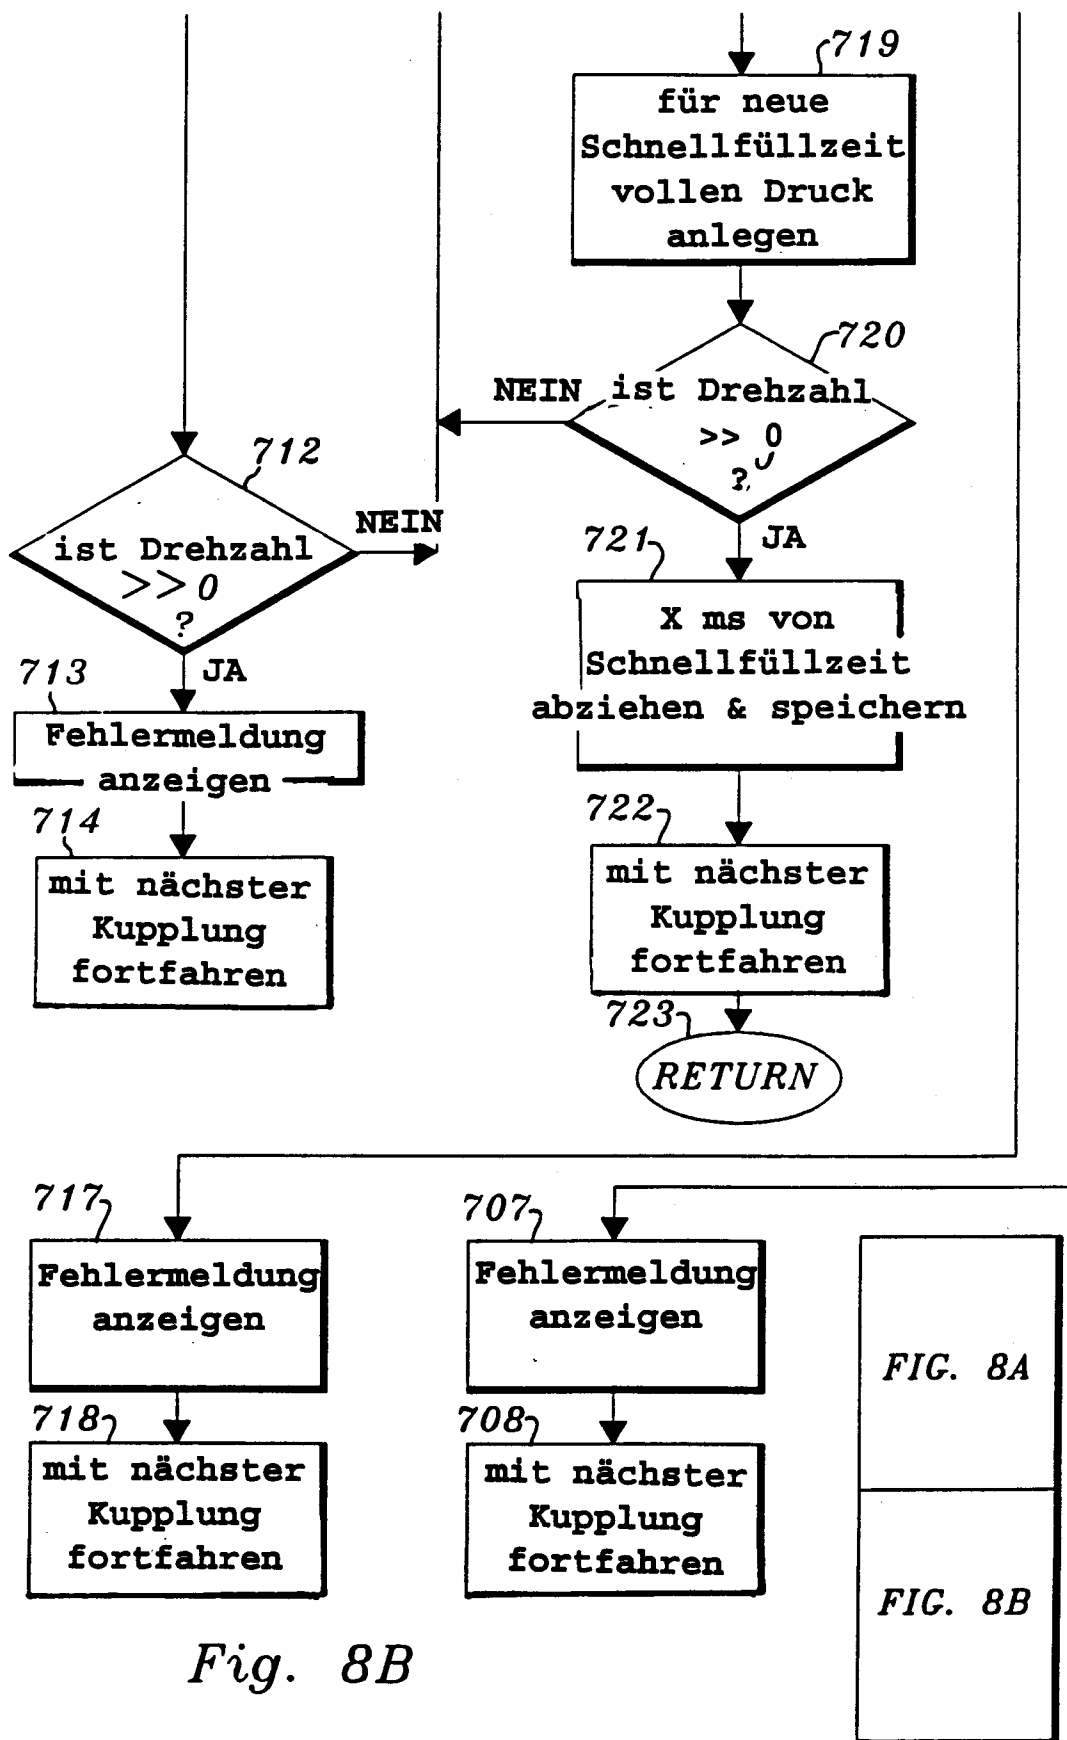 719
für neue
Schnellfüllzeit
vollen Druck
anlegen
720
NEIN
ist Drehzahl
>> 0
?
JA
712
NEIN
ist Drehzahl
>> 0
?
JA
713
Fehlermeldung
anzeigen
714
mit nächster
Kupplung
fortfahren
721
X ms von
Schnellfüllzeit
abziehen & speichern
722
mit nächster
Kupplung
fortfahren
723
RETURN
717
Fehlermeldung
anzeigen
718
mit nächster
Kupplung
fortfahren
707
Fehlermeldung
anzeigen
708
mit nächster
Kupplung
fortfahren
FIG. 8A
FIG. 8B
Fig. 8B